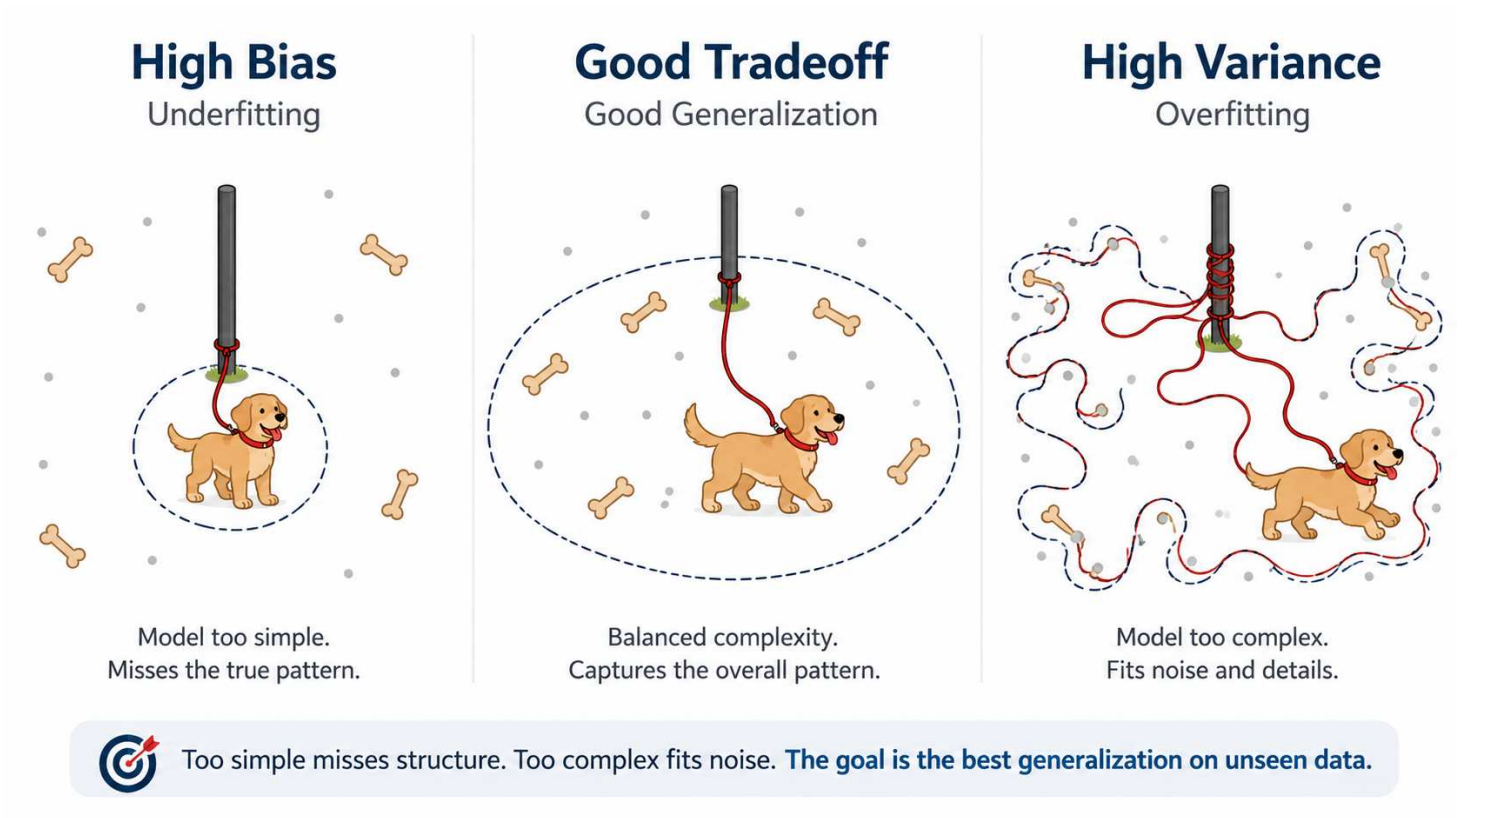 High Bias
Underfitting
Good Tradeoff
Good Generalization
High Variance
Overfitting
Model too simple.
Misses the true pattern.
Balanced complexity.
Captures the overall pattern.
Model too complex.
Fits noise and details.
Too simple misses structure. Too complex fits noise. The goal is the best generalization on unseen data.